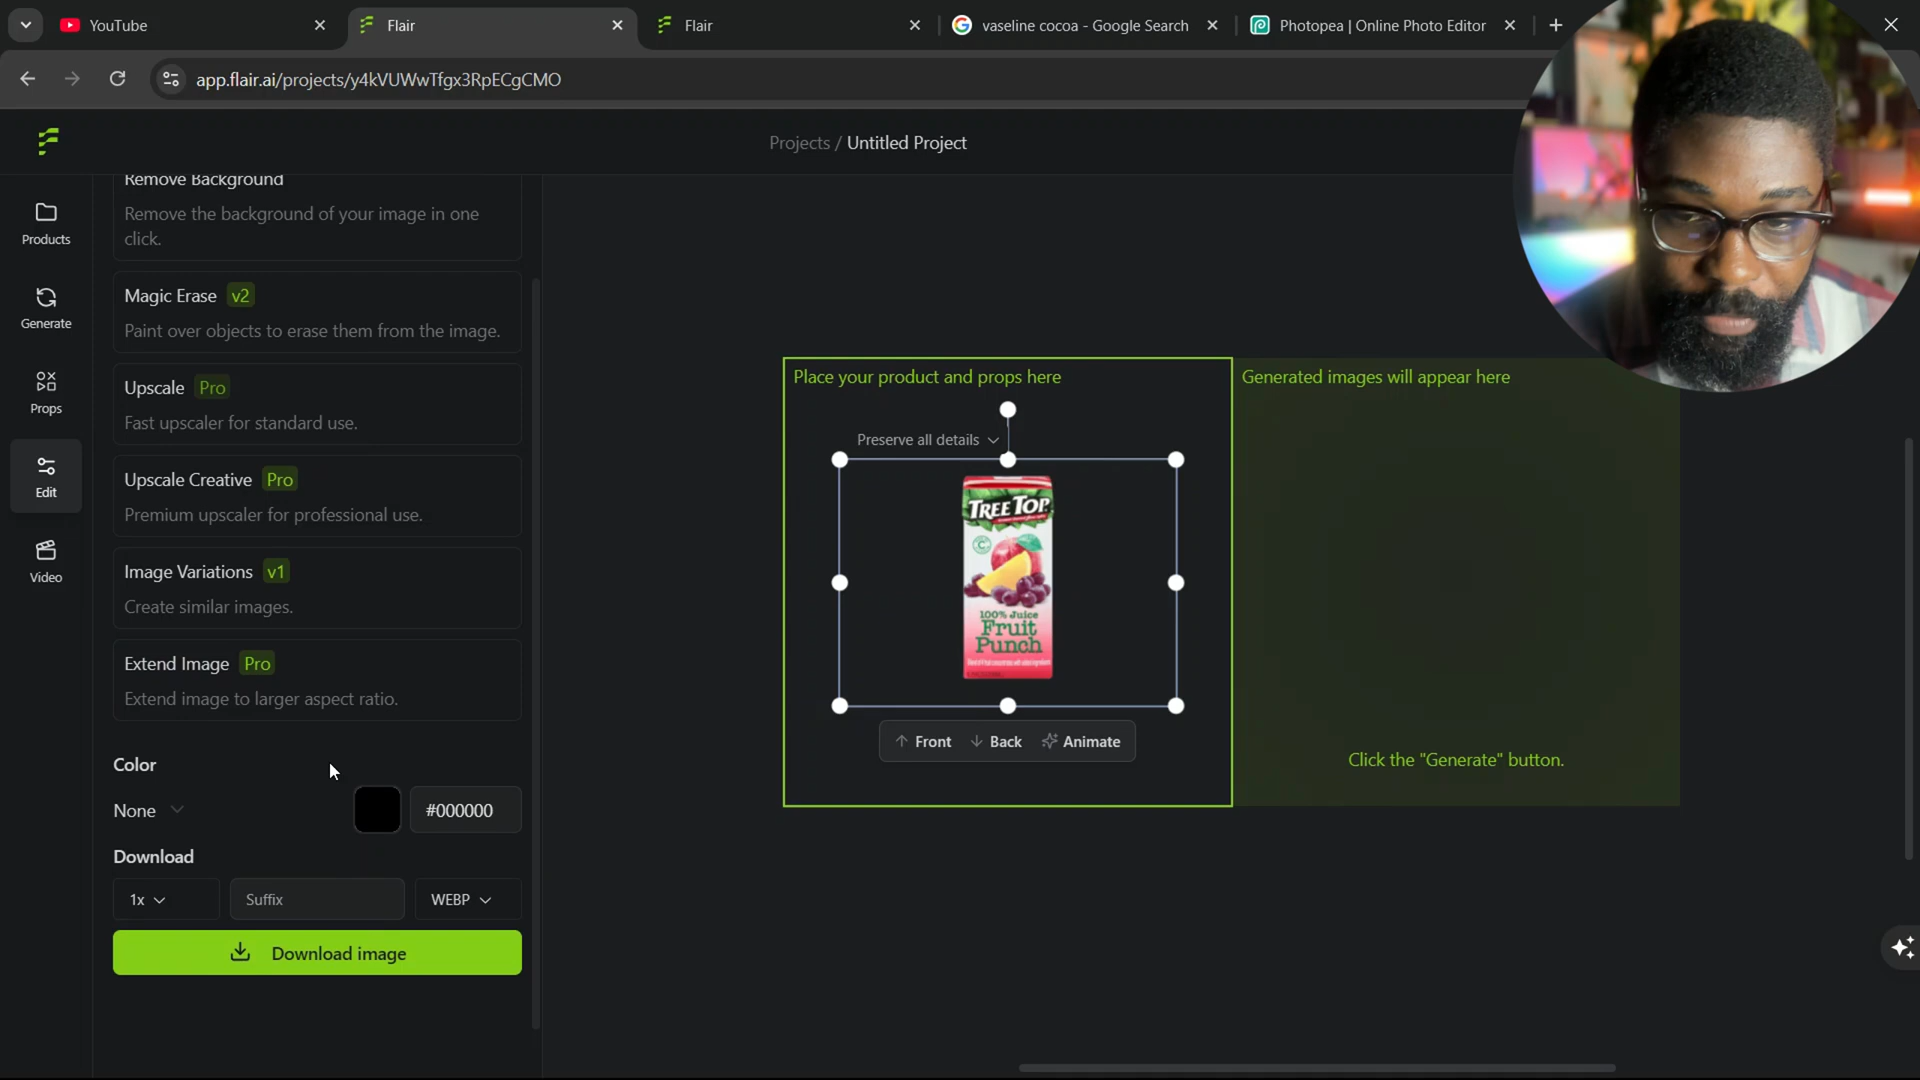 YouTube
Flair
Flair
vaseline cocoa - Google Search
Photopea | Online Photo Editor
app.flair.ai/projects/y4kVUWwTfgx3RpECgCMO
Projects / Untitled Project
Products
Generate
Props
Edit
Video
Remove Background
Remove the background of your image in one
click.
Magic Erase v2
Paint over objects to erase them from the image.
Upscale Pro
Fast upscaler for standard use.
Upscale Creative Pro
Premium upscaler for professional use.
Image Variations v1
Create similar images.
Extend Image Pro
Extend image to larger aspect ratio.
Color
None
#000000
Download
1x
Suffix
WEBP
Download image
Place your product and props here
Preserve all details
TREE TOP
100% Juice
Fruit
Punch
Front
Back
Animate
Generated images will appear here
Click the "Generate" button.